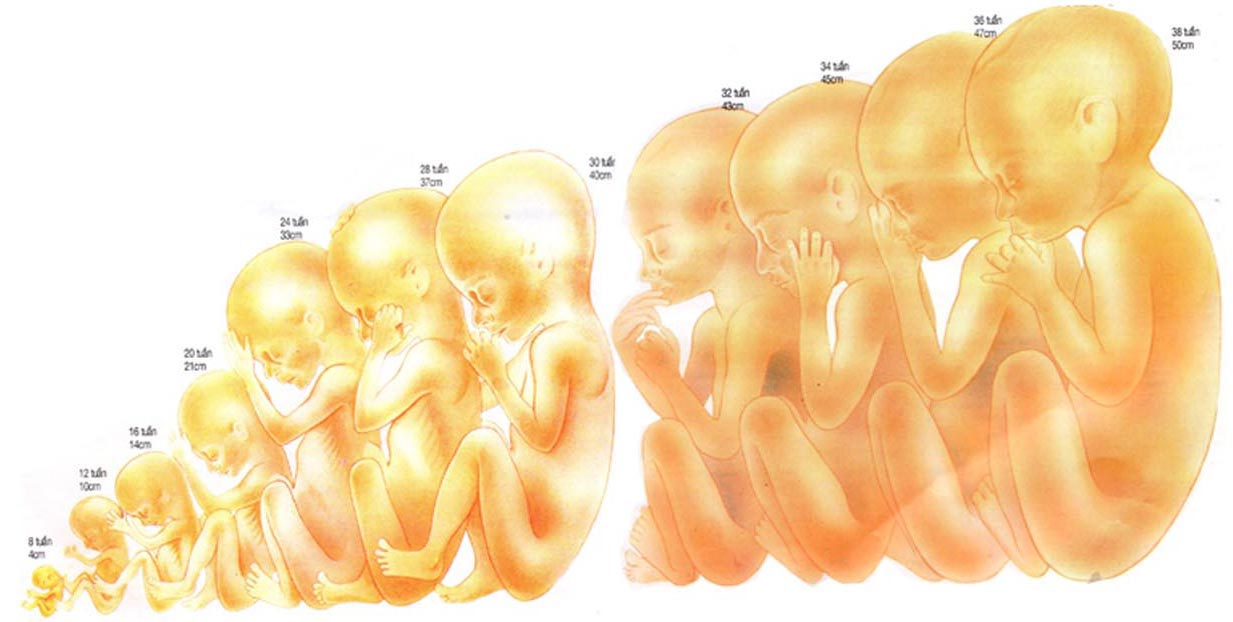 8 tuần
4cm
12 tuần
10cm
16 tuần
14cm
20 tuần
21cm
24 tuần
33cm
28 tuần
37cm
30 tuần
40cm
32 tuần
43cm
34 tuần
45cm
36 tuần
47cm
38 tuần
50cm